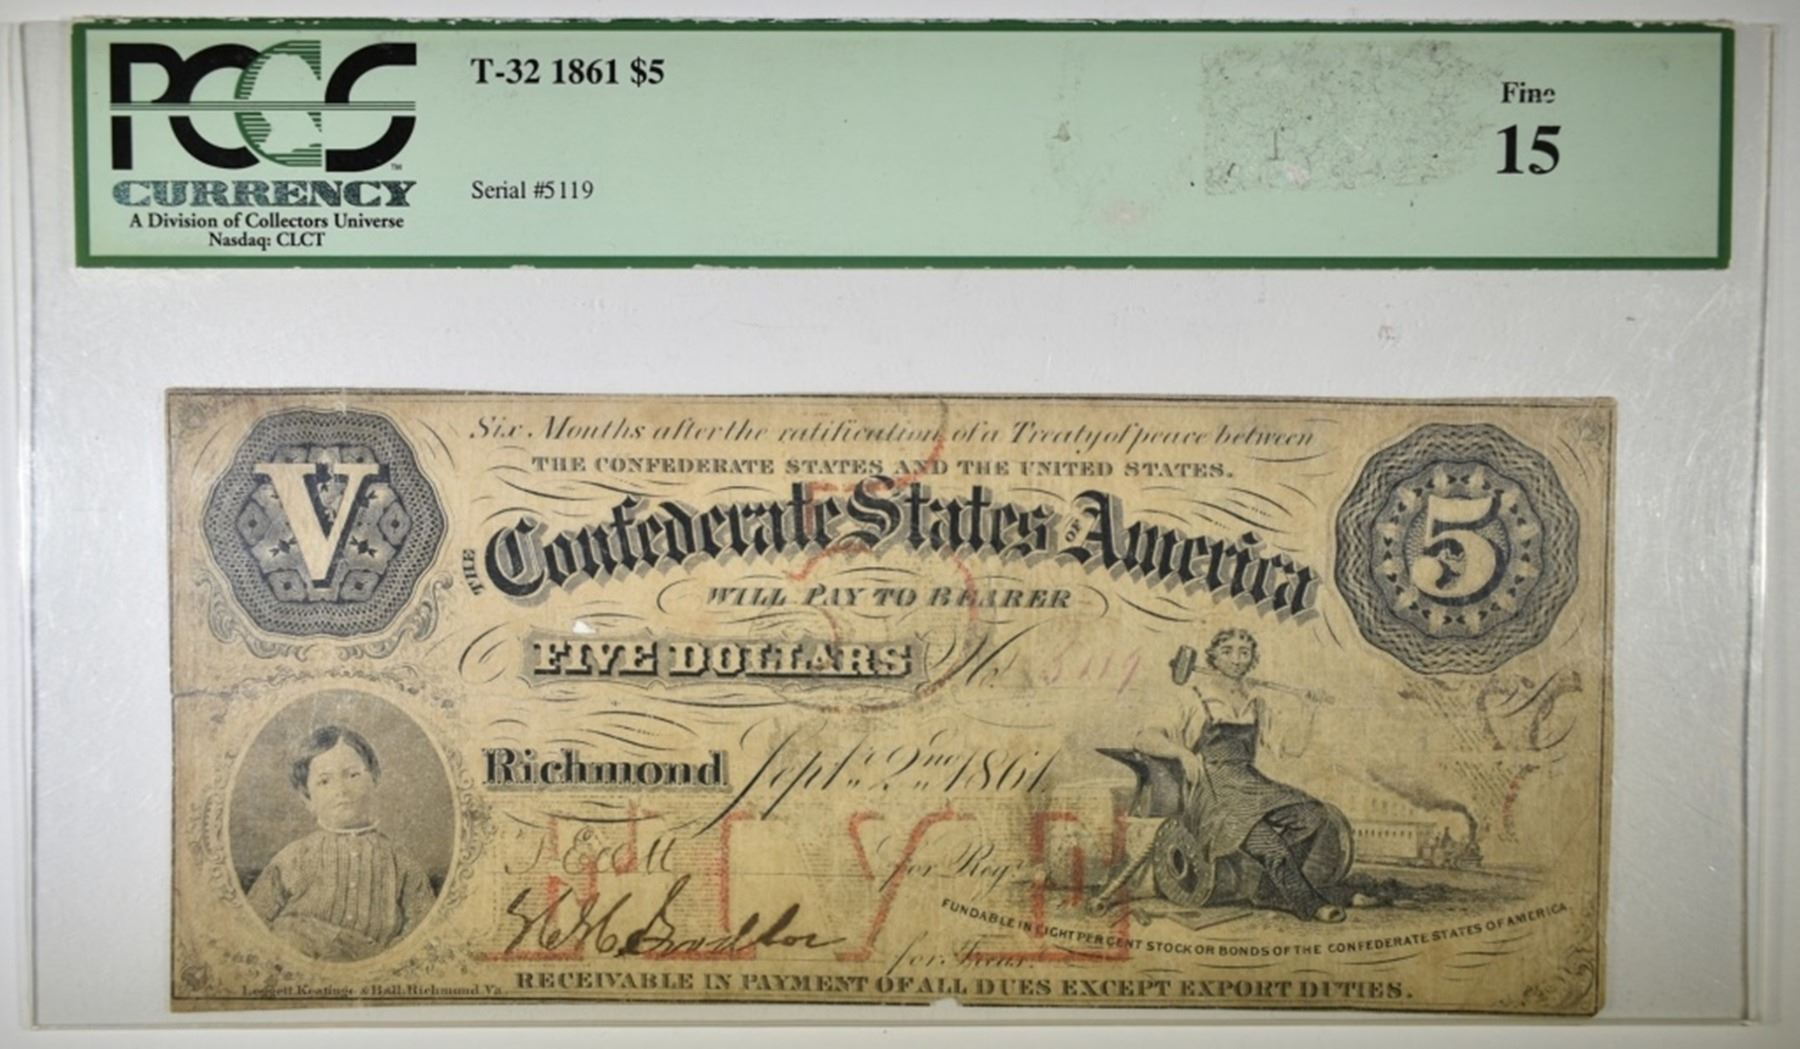 PCGS
CURRENCY
A Division of Collectors Universe
Nasdaq: CLCT
T-32 1861 $5
Serial #5119
Fine
15
Six Months after the ratification of a Treaty of peace between
THE CONFEDERATE STATES AND THE UNITED STATES.
V
5
THE Confederate States OF America
WILL PAY TO BEARER
FIVE DOLLARS
No. 5119
Richmond Sept. 2nd 1861
FIVE
for Regr.
for Treas.
FUNDABLE IN EIGHT PER CENT STOCK OR BONDS OF THE CONFEDERATE STATES OF AMERICA
Leggett Keatinge & Ball, Richmond, Va.
RECEIVABLE IN PAYMENT OF ALL DUES EXCEPT EXPORT DUTIES.